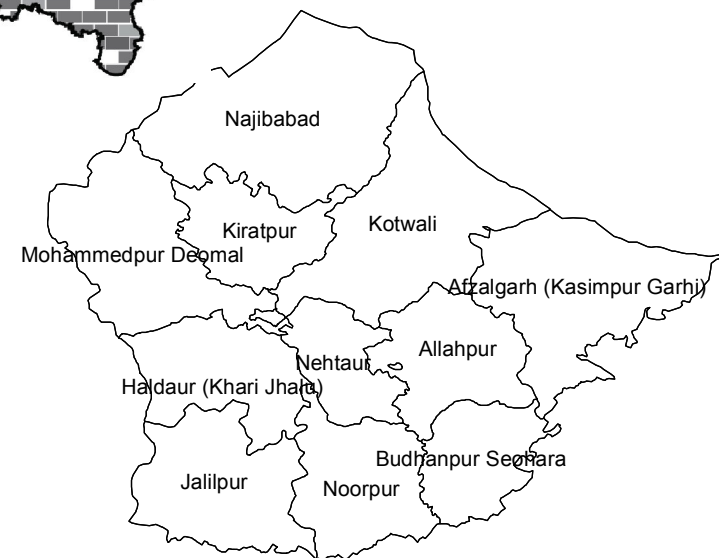 Najibabad
Kiratpur
Kotwali
Mohammedpur Deomal
Afzalgarh (Kasimpur Garhi)
Allahpur
Nehtaur
Haldaur (Khari Jhalu)
Budhanpur Seohara
Jalilpur
Noorpur